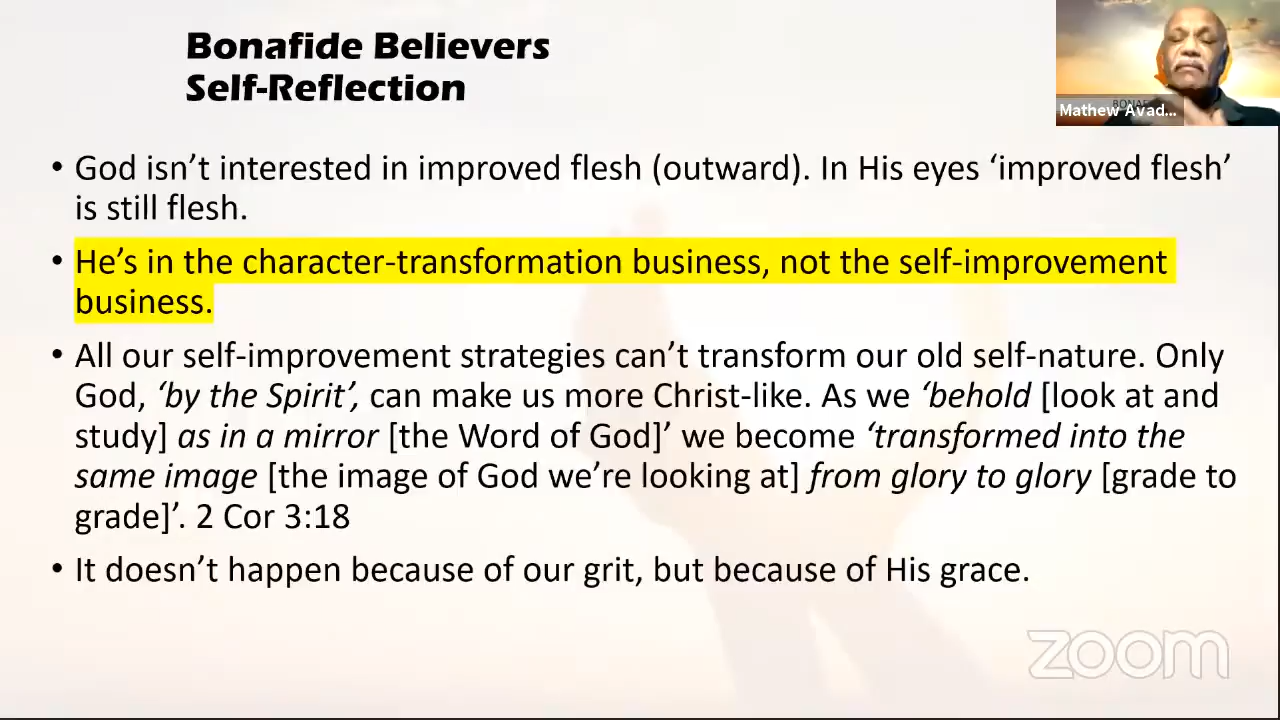 Bonafide Believers
Self-Reflection
Mathew Avad...
• God isn’t interested in improved flesh (outward). In His eyes ‘improved flesh’
is still flesh.
• He’s in the character-transformation business, not the self-improvement
business.
• All our self-improvement strategies can’t transform our old self-nature. Only
God, ‘by the Spirit’, can make us more Christ-like. As we ‘behold [look at and
study] as in a mirror [the Word of God]’ we become ‘transformed into the
same image [the image of God we’re looking at] from glory to glory [grade to
grade]’. 2 Cor 3:18
• It doesn’t happen because of our grit, but because of His grace.
zoom